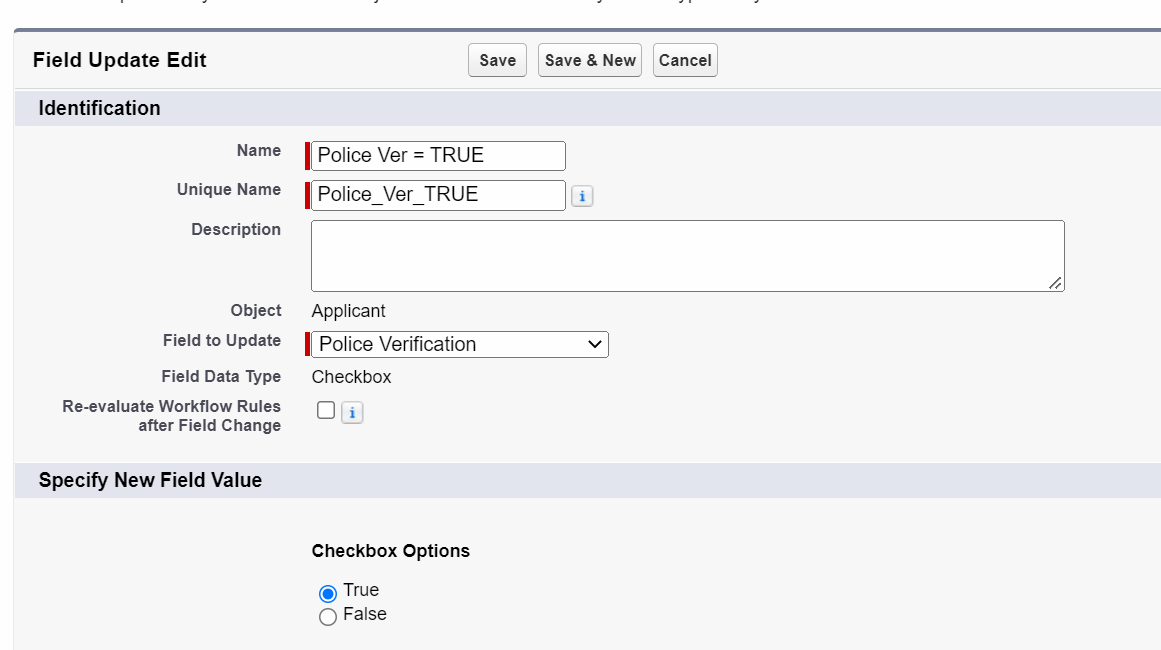 Field Update Edit
Save
Save & New
Cancel
Identification
Name
Police Ver = TRUE
Unique Name
Police_Ver_TRUE
i
Description
Object
Applicant
Field to Update
Police Verification
Field Data Type
Checkbox
Re-evaluate Workflow Rules
after Field Change
i
Specify New Field Value
Checkbox Options
True
False